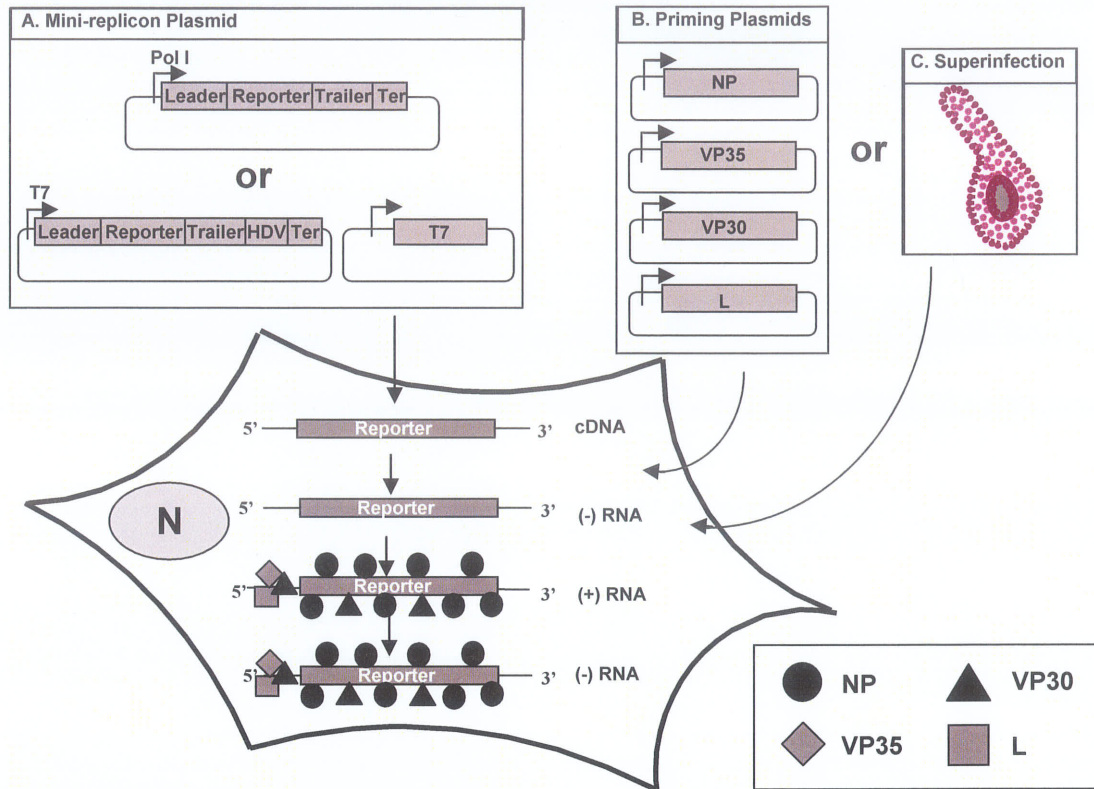 A. Mini-replicon Plasmid
Pol I
Leader Reporter Trailer Ter
or
T7
Leader Reporter Trailer HDV Ter
T7
B. Priming Plasmids
NP
VP35
VP30
L
or
C. Superinfection
5’ Reporter 3’ cDNA
5’ Reporter 3’ (-) RNA
N
5’ Reporter 3’ (+) RNA
5’ Reporter 3’ (-) RNA
NP VP30
VP35 L